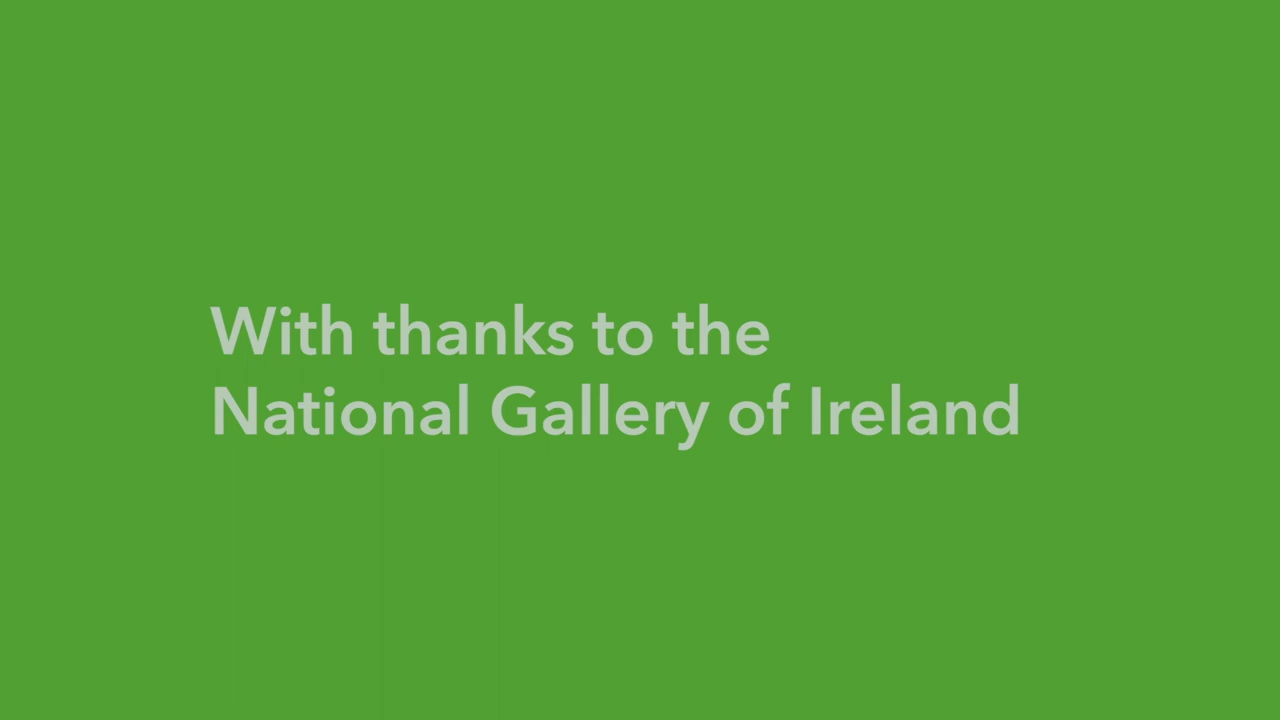 With thanks to the
National Gallery of Ireland